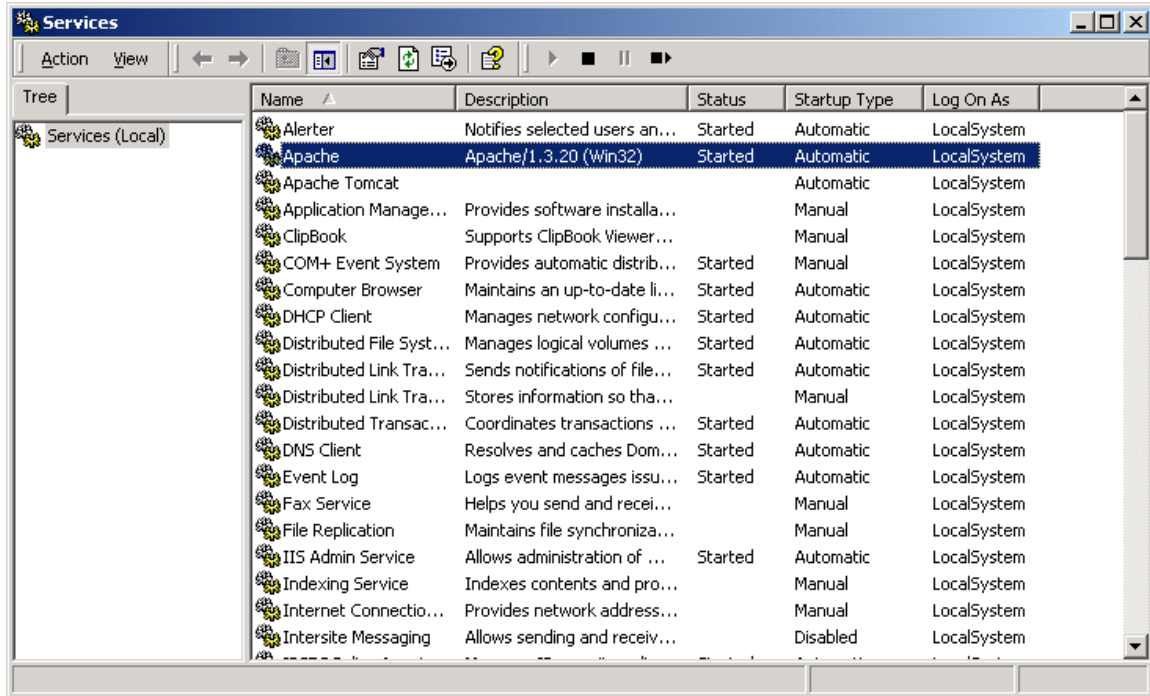 Services
Action View
Tree
Name Description Status Startup Type Log On As
Services (Local)
Alerter Notifies selected users an... Started Automatic LocalSystem
Apache Apache/1.3.20 (Win32) Started Automatic LocalSystem
Apache Tomcat Automatic LocalSystem
Application Manage... Provides software installa... Manual LocalSystem
ClipBook Supports ClipBook Viewer... Manual LocalSystem
COM+ Event System Provides automatic distrib... Started Manual LocalSystem
Computer Browser Maintains an up-to-date li... Started Automatic LocalSystem
DHCP Client Manages network configu... Started Automatic LocalSystem
Distributed File Syst... Manages logical volumes ... Started Automatic LocalSystem
Distributed Link Tra... Sends notifications of file... Started Automatic LocalSystem
Distributed Link Tra... Stores information so tha... Manual LocalSystem
Distributed Transac... Coordinates transactions ... Started Automatic LocalSystem
DNS Client Resolves and caches Dom... Started Automatic LocalSystem
Event Log Logs event messages issu... Started Automatic LocalSystem
Fax Service Helps you send and recei... Manual LocalSystem
File Replication Maintains file synchroniza... Manual LocalSystem
IIS Admin Service Allows administration of ... Started Automatic LocalSystem
Indexing Service Indexes contents and pro... Manual LocalSystem
Internet Connectio... Provides network address... Manual LocalSystem
Intersite Messaging Allows sending and receiv... Disabled LocalSystem